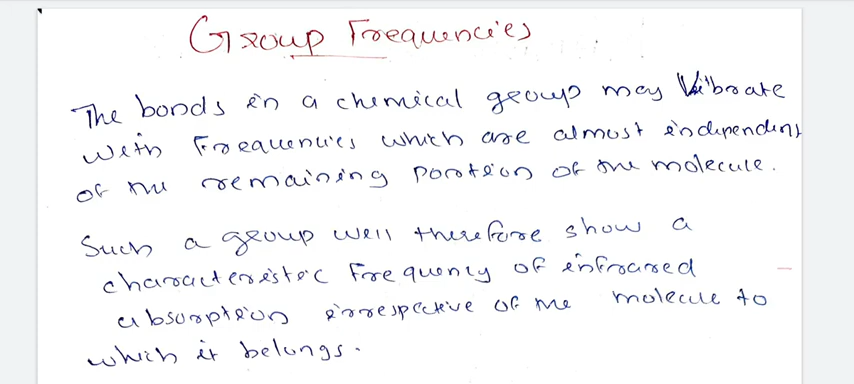 Group Frequencies
The bonds in a chemical group may vibrate
with Frequencies which are almost independent
of the remaining portion of the molecule.
Such a group will therefore show a
characteristic frequency of infrared
absorption irrespective of the molecule to
which it belongs.